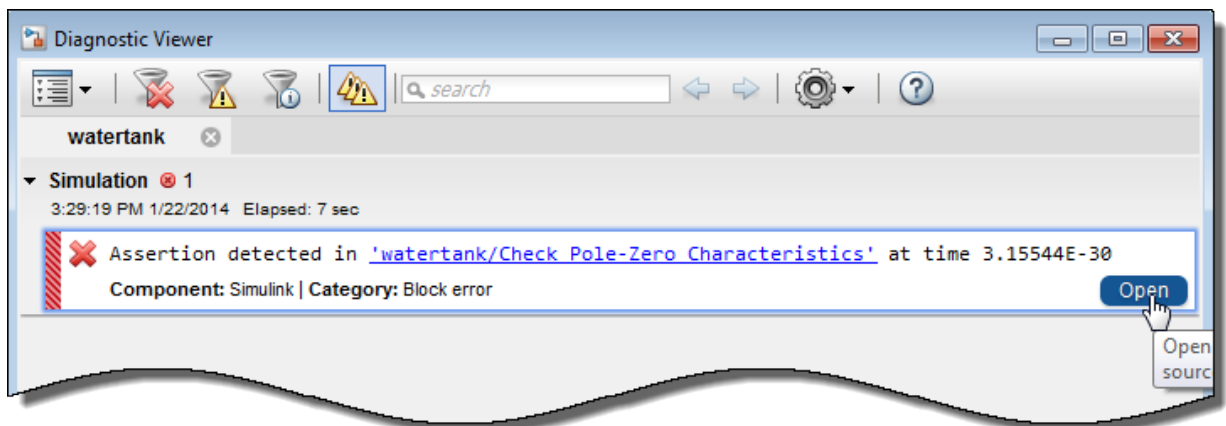 Diagnostic Viewer
search
watertank
Simulation 1
3:29:19 PM 1/22/2014 Elapsed: 7 sec
Assertion detected in 'watertank/Check Pole-Zero Characteristics' at time 3.15544E-30
Component: Simulink | Category: Block error
Open
Open
sourc